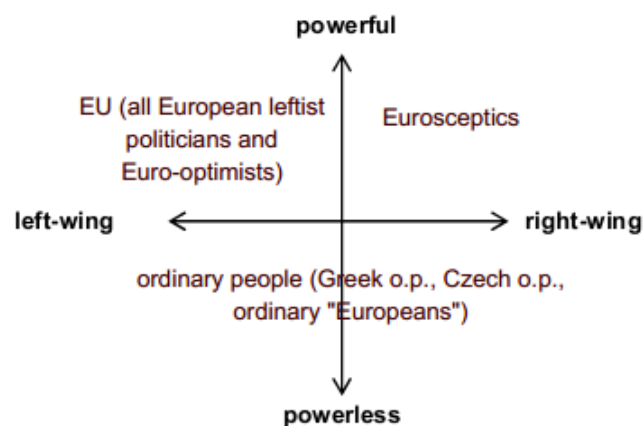 powerful
EU (all European leftist
politicians and
Euro-optimists)
Eurosceptics
left-wing
right-wing
ordinary people (Greek o.p., Czech o.p.,
ordinary "Europeans")
powerless